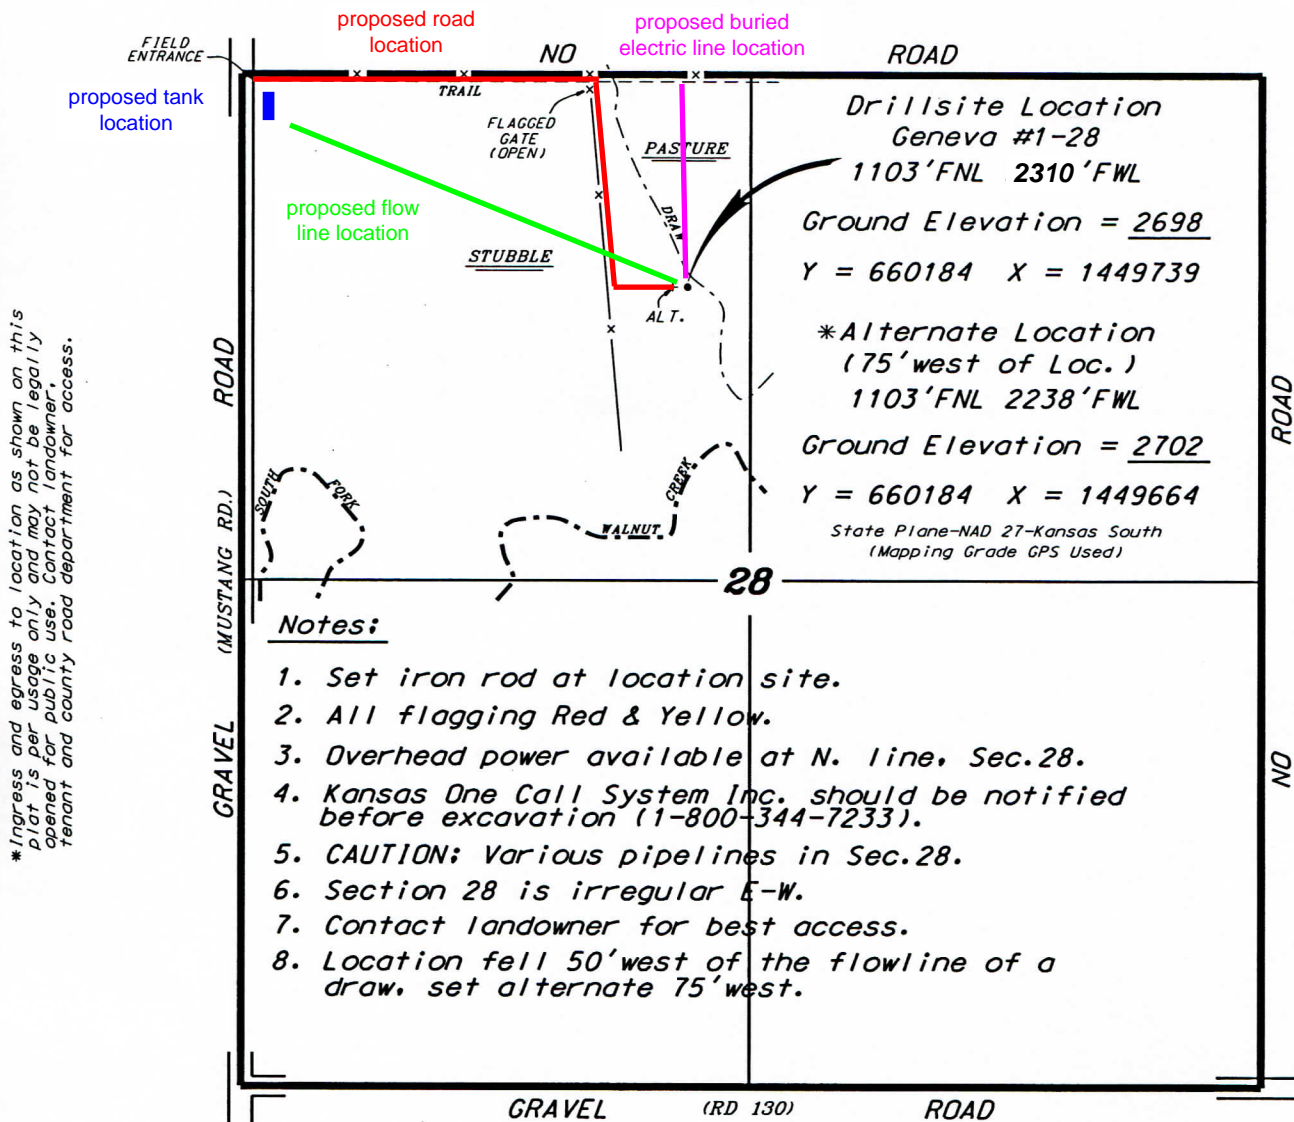 proposed road
location
proposed buried
electric line location
FIELD
ENTRANCE
NO
ROAD
proposed tank
location
TRAIL
FLAGGED
GATE
(OPEN)
PASTURE
Drillsite Location
Geneva #1-28
1103'FNL 2310'FWL
proposed flow
line location
DRAW
STUBBLE
Ground Elevation = 2698
Y = 660184 X = 1449739
ALT.
*Alternate Location
(75'west of Loc.)
1103'FNL 2238'FWL
Ground Elevation = 2702
Y = 660184 X = 1449664
State Plane-NAD 27-Kansas South
(Mapping Grade GPS Used)
SOUTH
FORK
WALNUT
CREEK
28
ROAD
(MUSTANG RD.)
GRAVEL
ROAD
NO
*Ingress and egress to location as shown on this
plat is per usage only and may not be legally
opened for public use. Contact landowner,
tenant and county road department for access.
Notes:
1. Set iron rod at location site.
2. All flagging Red & Yellow.
3. Overhead power available at N. line, Sec.28.
4. Kansas One Call System Inc. should be notified
before excavation (1-800-344-7233).
5. CAUTION: Various pipelines in Sec.28.
6. Section 28 is irregular E-W.
7. Contact landowner for best access.
8. Location fell 50'west of the flowline of a
draw, set alternate 75'west.
GRAVEL
(RD 130)
ROAD